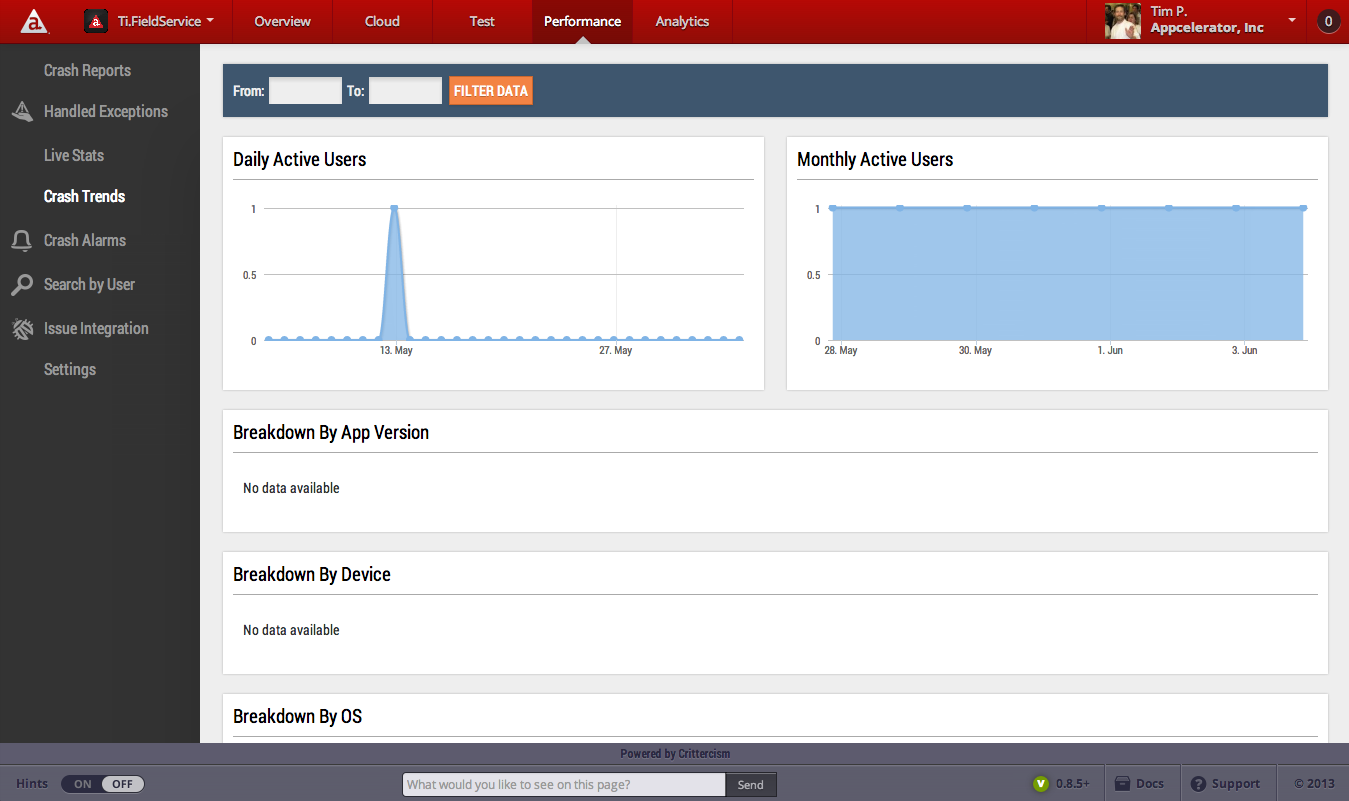 Ti.FieldService
Overview
Cloud
Test
Performance
Analytics
Tim P.
Appcelerator, Inc
0
Crash Reports
Handled Exceptions
Live Stats
Crash Trends
Crash Alarms
Search by User
Issue Integration
Settings
From:
To:
FILTER DATA
Daily Active Users
1
0.5
0
13. May
27. May
Monthly Active Users
1
0.5
0
28. May
30. May
1. Jun
3. Jun
Breakdown By App Version
No data available
Breakdown By Device
No data available
Breakdown By OS
Powered by Crittercism
Hints
ON
OFF
What would you like to see on this page?
Send
V 0.8.5+
Docs
? Support
© 2013